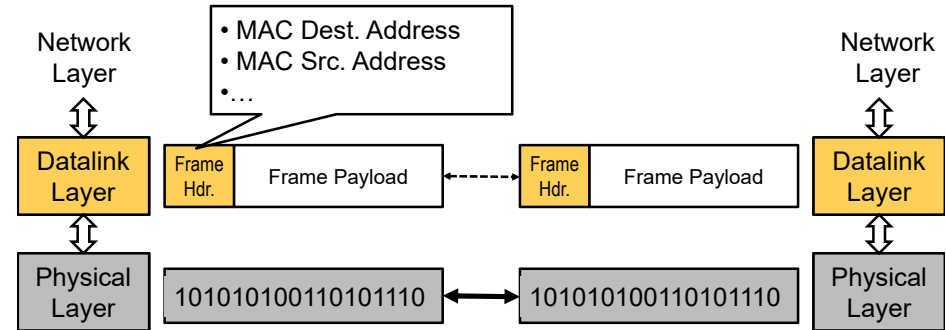 • MAC Dest. Address
• MAC Src. Address
•…
Network
Layer
Network
Layer
Datalink
Layer
Frame
Hdr.
Frame Payload
Frame
Hdr.
Frame Payload
Datalink
Layer
Physical
Layer
101010100110101110
101010100110101110
Physical
Layer